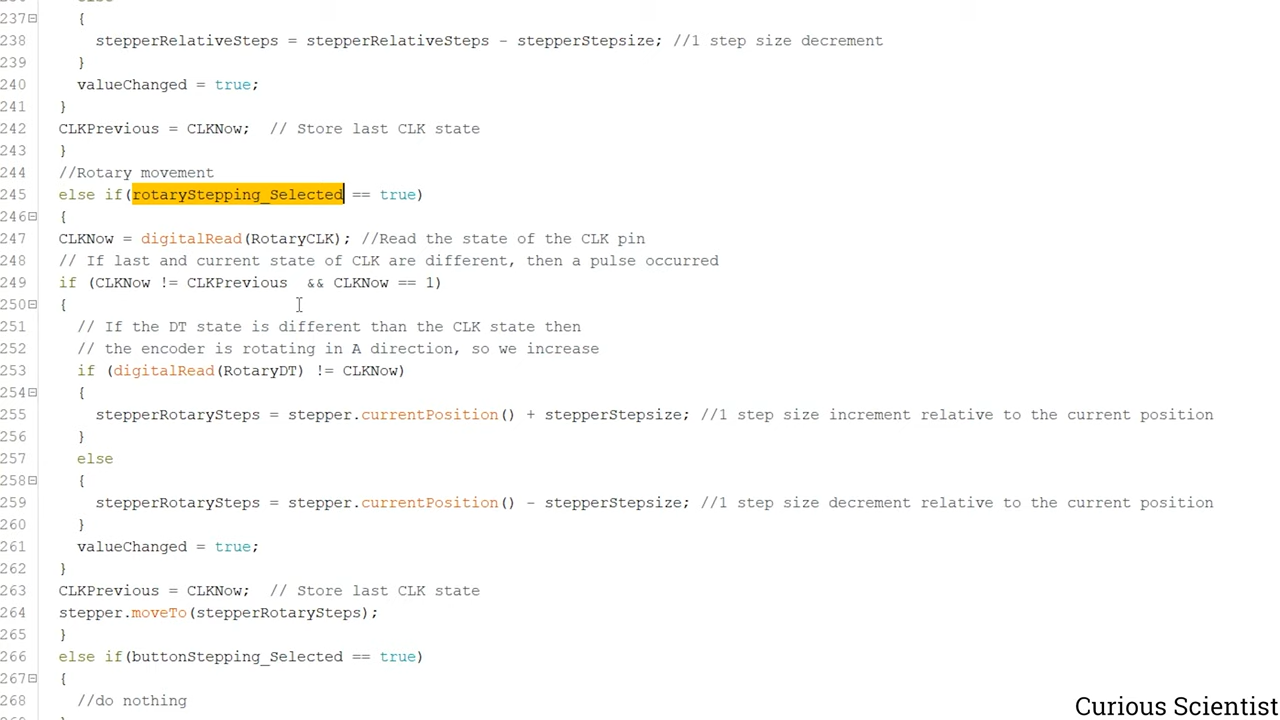 237 {
238 stepperRelativeSteps = stepperRelativeSteps - stepperStepsize; //1 step size decrement
239 }
240 valueChanged = true;
241 }
242 CLKPrevious = CLKNow;  // Store last CLK state
243 }
244 //Rotary movement
245 else if(rotaryStepping_Selected == true)
246 {
247 CLKNow = digitalRead(RotaryCLK); //Read the state of the CLK pin
248 // If last and current state of CLK are different, then a pulse occurred
249 if (CLKNow != CLKPrevious  && CLKNow == 1)
250 {
251 // If the DT state is different than the CLK state then
252 // the encoder is rotating in A direction, so we increase
253 if (digitalRead(RotaryDT) != CLKNow)
254 {
255 stepperRotarySteps = stepper.currentPosition() + stepperStepsize; //1 step size increment relative to the current position
256 }
257 else
258 {
259 stepperRotarySteps = stepper.currentPosition() - stepperStepsize; //1 step size decrement relative to the current position
260 }
261 valueChanged = true;
262 }
263 CLKPrevious = CLKNow;  // Store last CLK state
264 stepper.moveTo(stepperRotarySteps);
265 }
266 else if(buttonStepping_Selected == true)
267 {
268 //do nothing
Curious Scientist